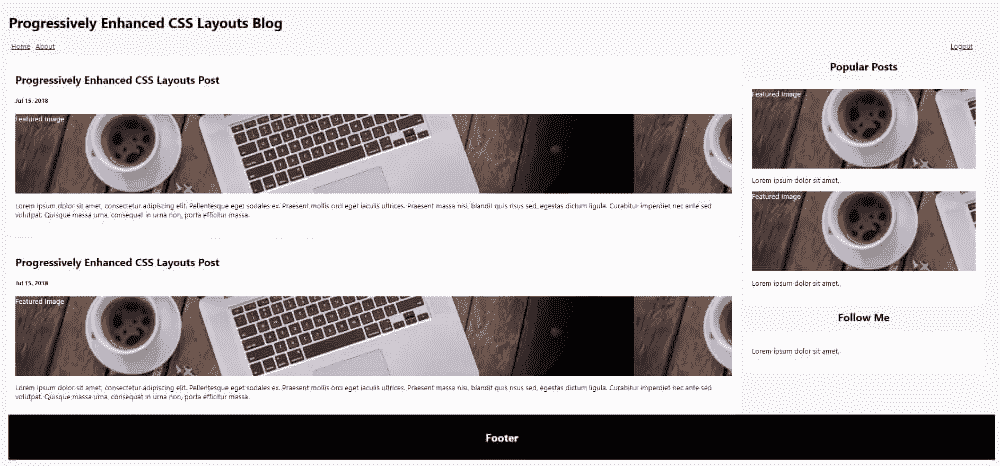 Progressively Enhanced CSS Layouts Blog
Home About
Logout
Progressively Enhanced CSS Layouts Post
Jul 15, 2018
Featured Image
Lorem ipsum dolor sit amet, consectetur adipiscing elit. Pellentesque eget sodales ex. Praesent mollis orci eget iaculis ultrices. Praesent massa nisi, blandit quis risus sed, egestas dictum ligula. Curabitur imperdiet nec ante sed
volutpat. Quisque massa urna, consequat in urna non, porta efficitur massa.
Progressively Enhanced CSS Layouts Post
Jul 15, 2018
Featured Image
Lorem ipsum dolor sit amet, consectetur adipiscing elit. Pellentesque eget sodales ex. Praesent mollis orci eget iaculis ultrices. Praesent massa nisi, blandit quis risus sed, egestas dictum ligula. Curabitur imperdiet nec ante sed
volutpat. Quisque massa urna, consequat in urna non, porta efficitur massa.
Popular Posts
Featured Image
Lorem ipsum dolor sit amet..
Featured Image
Lorem ipsum dolor sit amet..
Follow Me
Lorem ipsum dolor sit amet..
Footer